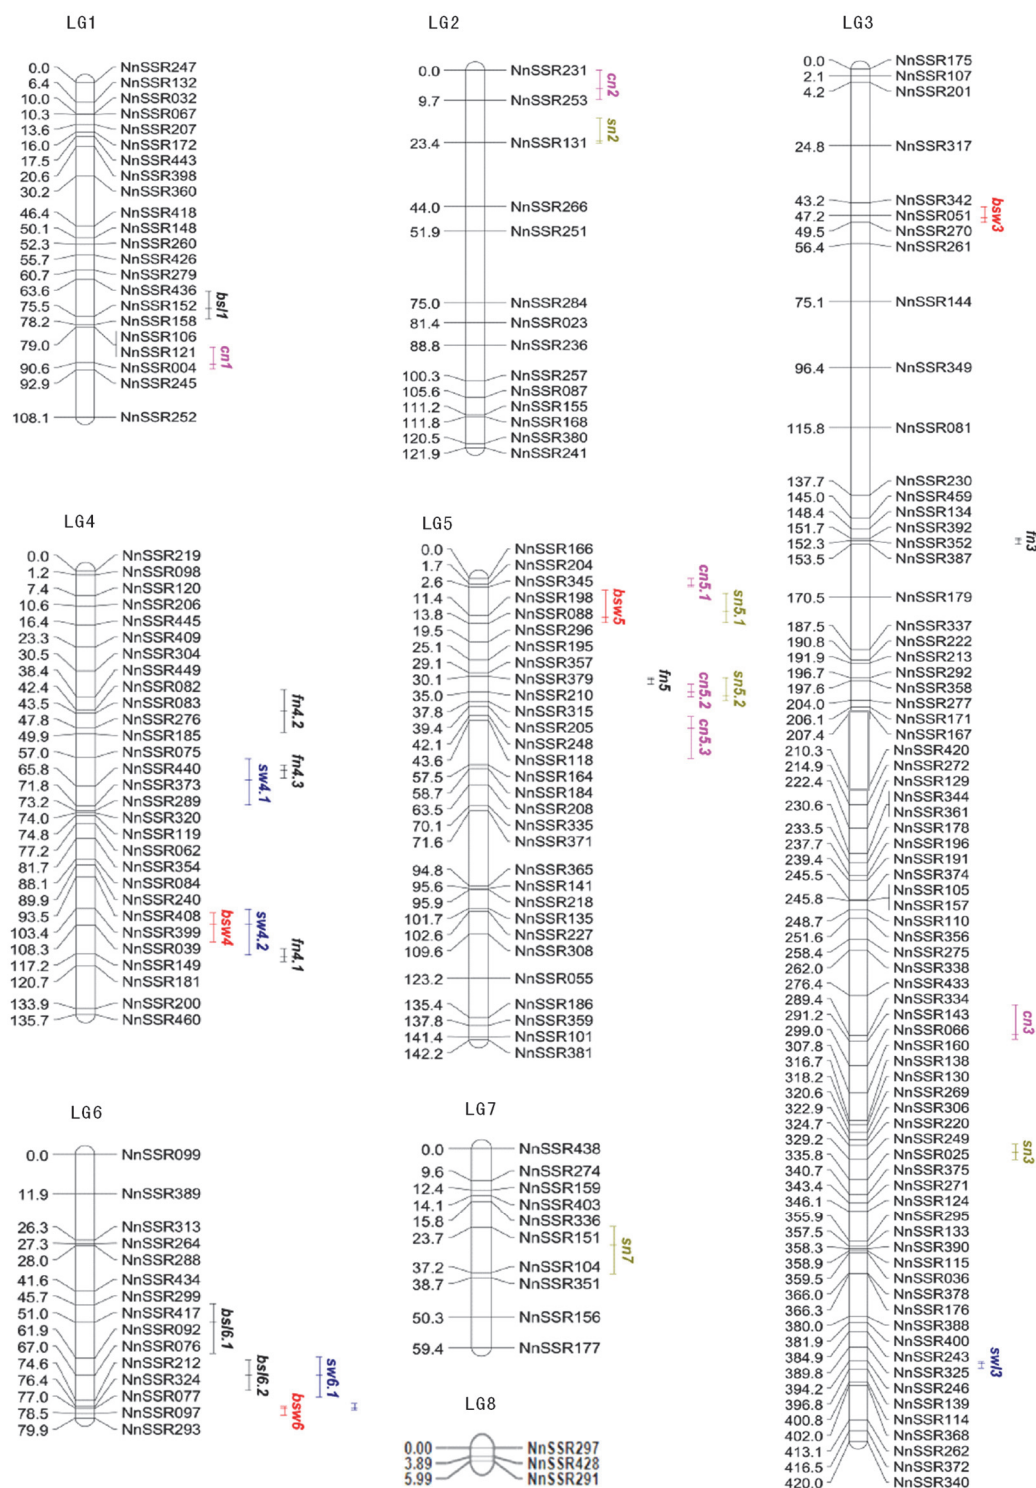 LG1
0.0 NnSSR247
6.4 NnSSR132
10.0 NnSSR032
10.3 NnSSR067
13.6 NnSSR207
16.0 NnSSR172
17.5 NnSSR443
20.6 NnSSR398
30.2 NnSSR360
46.4 NnSSR418
50.1 NnSSR148
52.3 NnSSR260
55.7 NnSSR426
60.7 NnSSR279
63.6 NnSSR436
75.5 NnSSR152
78.2 NnSSR158
NnSSR106
79.0 NnSSR121
90.6 NnSSR004
92.9 NnSSR245
108.1 NnSSR252
bsl1
cn1
LG2
0.0 NnSSR231
9.7 NnSSR253
23.4 NnSSR131
44.0 NnSSR266
51.9 NnSSR251
75.0 NnSSR284
81.4 NnSSR023
88.8 NnSSR236
100.3 NnSSR257
105.6 NnSSR087
111.2 NnSSR155
111.8 NnSSR168
120.5 NnSSR380
121.9 NnSSR241
cn2
sn2
LG3
0.0 NnSSR175
2.1 NnSSR107
4.2 NnSSR201
24.8 NnSSR317
43.2 NnSSR342
47.2 NnSSR051
49.5 NnSSR270
56.4 NnSSR261
75.1 NnSSR144
96.4 NnSSR349
115.8 NnSSR081
137.7 NnSSR230
145.0 NnSSR459
148.4 NnSSR134
151.7 NnSSR392
152.3 NnSSR352
153.5 NnSSR387
170.5 NnSSR179
187.5 NnSSR337
190.8 NnSSR222
191.9 NnSSR213
196.7 NnSSR292
197.6 NnSSR358
204.0 NnSSR277
206.1 NnSSR171
207.4 NnSSR167
210.3 NnSSR420
214.9 NnSSR272
222.4 NnSSR129
NnSSR344
230.6 NnSSR361
233.5 NnSSR178
237.7 NnSSR196
239.4 NnSSR191
245.5 NnSSR374
NnSSR105
245.8 NnSSR157
248.7 NnSSR110
251.6 NnSSR356
258.4 NnSSR275
262.0 NnSSR338
276.4 NnSSR433
289.4 NnSSR334
291.2 NnSSR143
299.0 NnSSR066
307.8 NnSSR160
316.7 NnSSR138
318.2 NnSSR130
320.6 NnSSR269
322.9 NnSSR306
324.7 NnSSR220
329.2 NnSSR249
335.8 NnSSR025
340.7 NnSSR375
343.4 NnSSR271
346.1 NnSSR124
355.9 NnSSR295
357.5 NnSSR133
358.3 NnSSR390
358.9 NnSSR115
359.5 NnSSR036
366.0 NnSSR378
366.3 NnSSR176
380.0 NnSSR388
381.9 NnSSR400
384.9 NnSSR243
389.8 NnSSR325
394.2 NnSSR246
396.8 NnSSR139
400.8 NnSSR114
402.0 NnSSR368
413.1 NnSSR262
416.5 NnSSR372
420.0 NnSSR340
bsw3
fn3
cn3
sn3
swl3
LG4
0.0 NnSSR219
1.2 NnSSR098
7.4 NnSSR120
10.6 NnSSR206
16.4 NnSSR445
23.3 NnSSR409
30.5 NnSSR304
38.4 NnSSR449
42.4 NnSSR082
43.5 NnSSR083
47.8 NnSSR276
49.9 NnSSR185
57.0 NnSSR075
65.8 NnSSR440
71.8 NnSSR373
73.2 NnSSR289
74.0 NnSSR320
74.8 NnSSR119
77.2 NnSSR062
81.7 NnSSR354
88.1 NnSSR084
89.9 NnSSR240
93.5 NnSSR408
103.4 NnSSR399
108.3 NnSSR039
117.2 NnSSR149
120.7 NnSSR181
133.9 NnSSR200
135.7 NnSSR460
fn4.2
fn4.3
sw4.1
bsw4
sw4.2
fn4.1
LG5
0.0 NnSSR166
1.7 NnSSR204
2.6 NnSSR345
11.4 NnSSR198
13.8 NnSSR088
19.5 NnSSR296
25.1 NnSSR195
29.1 NnSSR357
30.1 NnSSR379
35.0 NnSSR210
37.8 NnSSR315
39.4 NnSSR205
42.1 NnSSR248
43.6 NnSSR118
57.5 NnSSR164
58.7 NnSSR184
63.5 NnSSR208
70.1 NnSSR335
71.6 NnSSR371
94.8 NnSSR365
95.6 NnSSR141
95.9 NnSSR218
101.7 NnSSR135
102.6 NnSSR227
109.6 NnSSR308
123.2 NnSSR055
135.4 NnSSR186
137.8 NnSSR359
141.4 NnSSR101
142.2 NnSSR381
bsw5
cn5.1
sn5.1
fn5
cn5.2
sn5.2
cn5.3
LG6
0.0 NnSSR099
11.9 NnSSR389
26.3 NnSSR313
27.3 NnSSR264
28.0 NnSSR288
41.6 NnSSR434
45.7 NnSSR299
51.0 NnSSR417
61.9 NnSSR092
67.0 NnSSR076
74.6 NnSSR212
76.4 NnSSR324
77.0 NnSSR077
78.5 NnSSR097
79.9 NnSSR293
bsl6.1
bsl6.2
bsw6
sw6.1
LG7
0.0 NnSSR438
9.6 NnSSR274
12.4 NnSSR159
14.1 NnSSR403
15.8 NnSSR336
23.7 NnSSR151
37.2 NnSSR104
38.7 NnSSR351
50.3 NnSSR156
59.4 NnSSR177
sn7
LG8
0.00 NnSSR297
3.89 NnSSR428
5.99 NnSSR291